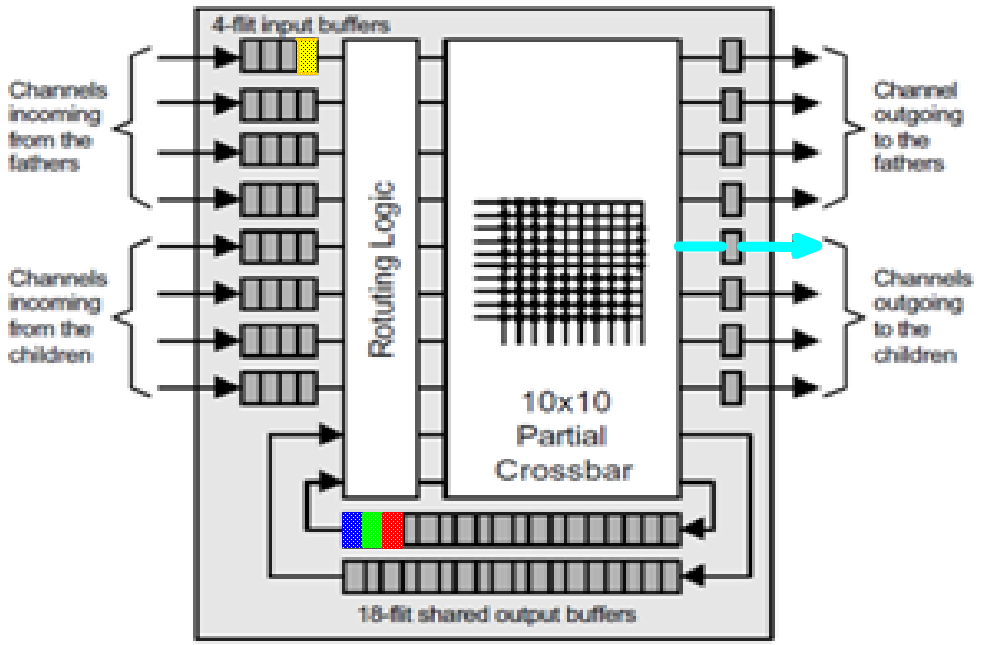 4-flit input buffers
Channels
incoming
from the
fathers
Channels
incoming
from the
children
Rotuting Logic
10x10
Partial
Crossbar
Channel
outgoing
to the
fathers
Channels
outgoing
to the
children
18-flit shared output buffers